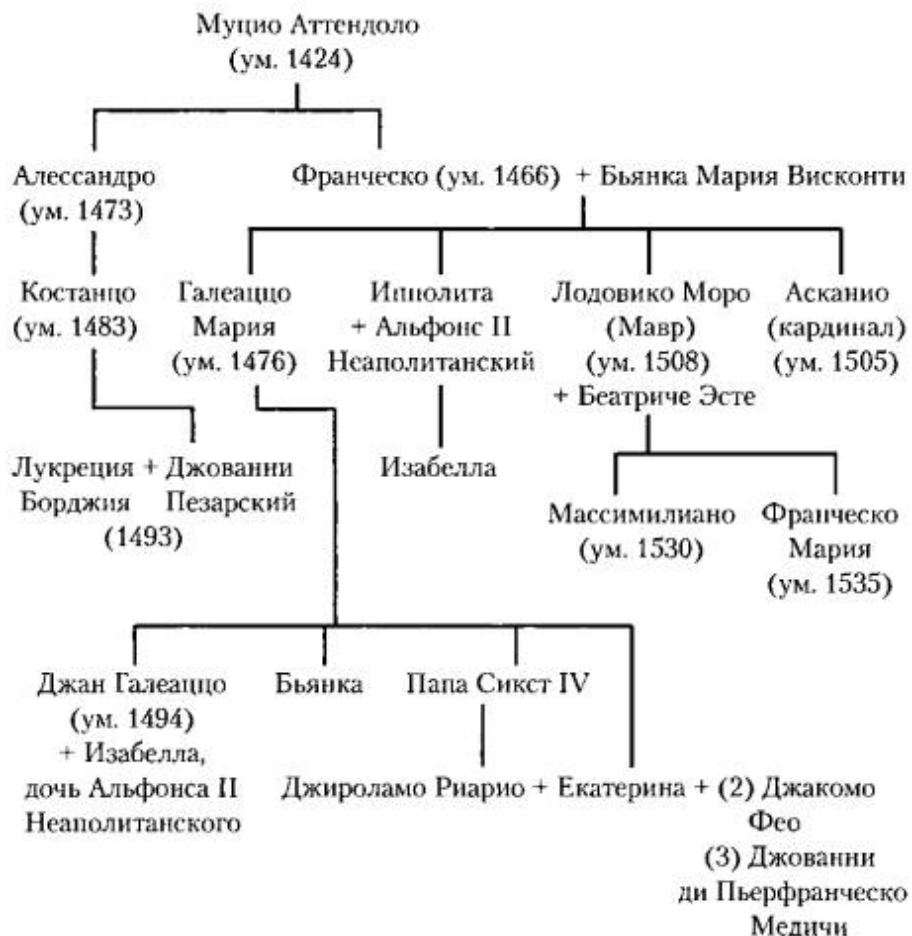 Муцио Аттендоло
(ум. 1424)
Алессандро
(ум. 1473)
Франческо (ум. 1466) + Бьянка Мария Висконти
Костанцо
(ум. 1483)
Галеаццо
Мария
(ум. 1476)
Ипполита
+ Альфонс II
Неаполитанский
Лодовико Моро
(Мавр)
(ум. 1508)
+ Беатриче Эсте
Асканио
(кардинал)
(ум. 1505)
Лукреция + Джованни
Борджия Пезарский
(1493)
Изабелла
Массимилиано
(ум. 1530)
Франческо
Мария
(ум. 1535)
Джан Галеаццо
(ум. 1494)
+ Изабелла,
дочь Альфонса II
Неаполитанского
Бьянка
Папа Сикст IV
Джироламо Риарио + Екатерина + (2) Джакомо
Фео
(3) Джованни
ди Пьерфранческо
Медичи